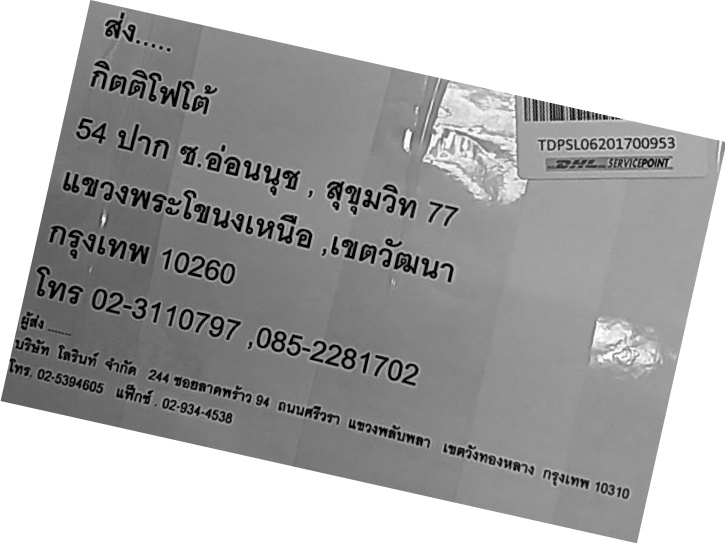 ส่ง.....
กิตติโฟโต้
54 ปาก ซ.อ่อนนุช , สุขุมวิท 77
แขวงพระโขนงเหนือ ,เขตวัฒนา
กรุงเทพ 10260
โทร 02-3110797 ,085-2281702
TDPSL06201700953
DHL SERVICEPOINT
ผู้ส่ง ......
บริษัท โลรินท์ จำกัด 244 ซอยลาดพร้าว 94 ถนนศรีวรา แขวงพลับพลา เขตวังทองหลาง กรุงเทพ 10310
โทร. 02-5394605 แฟ็กซ์ . 02-934-4538